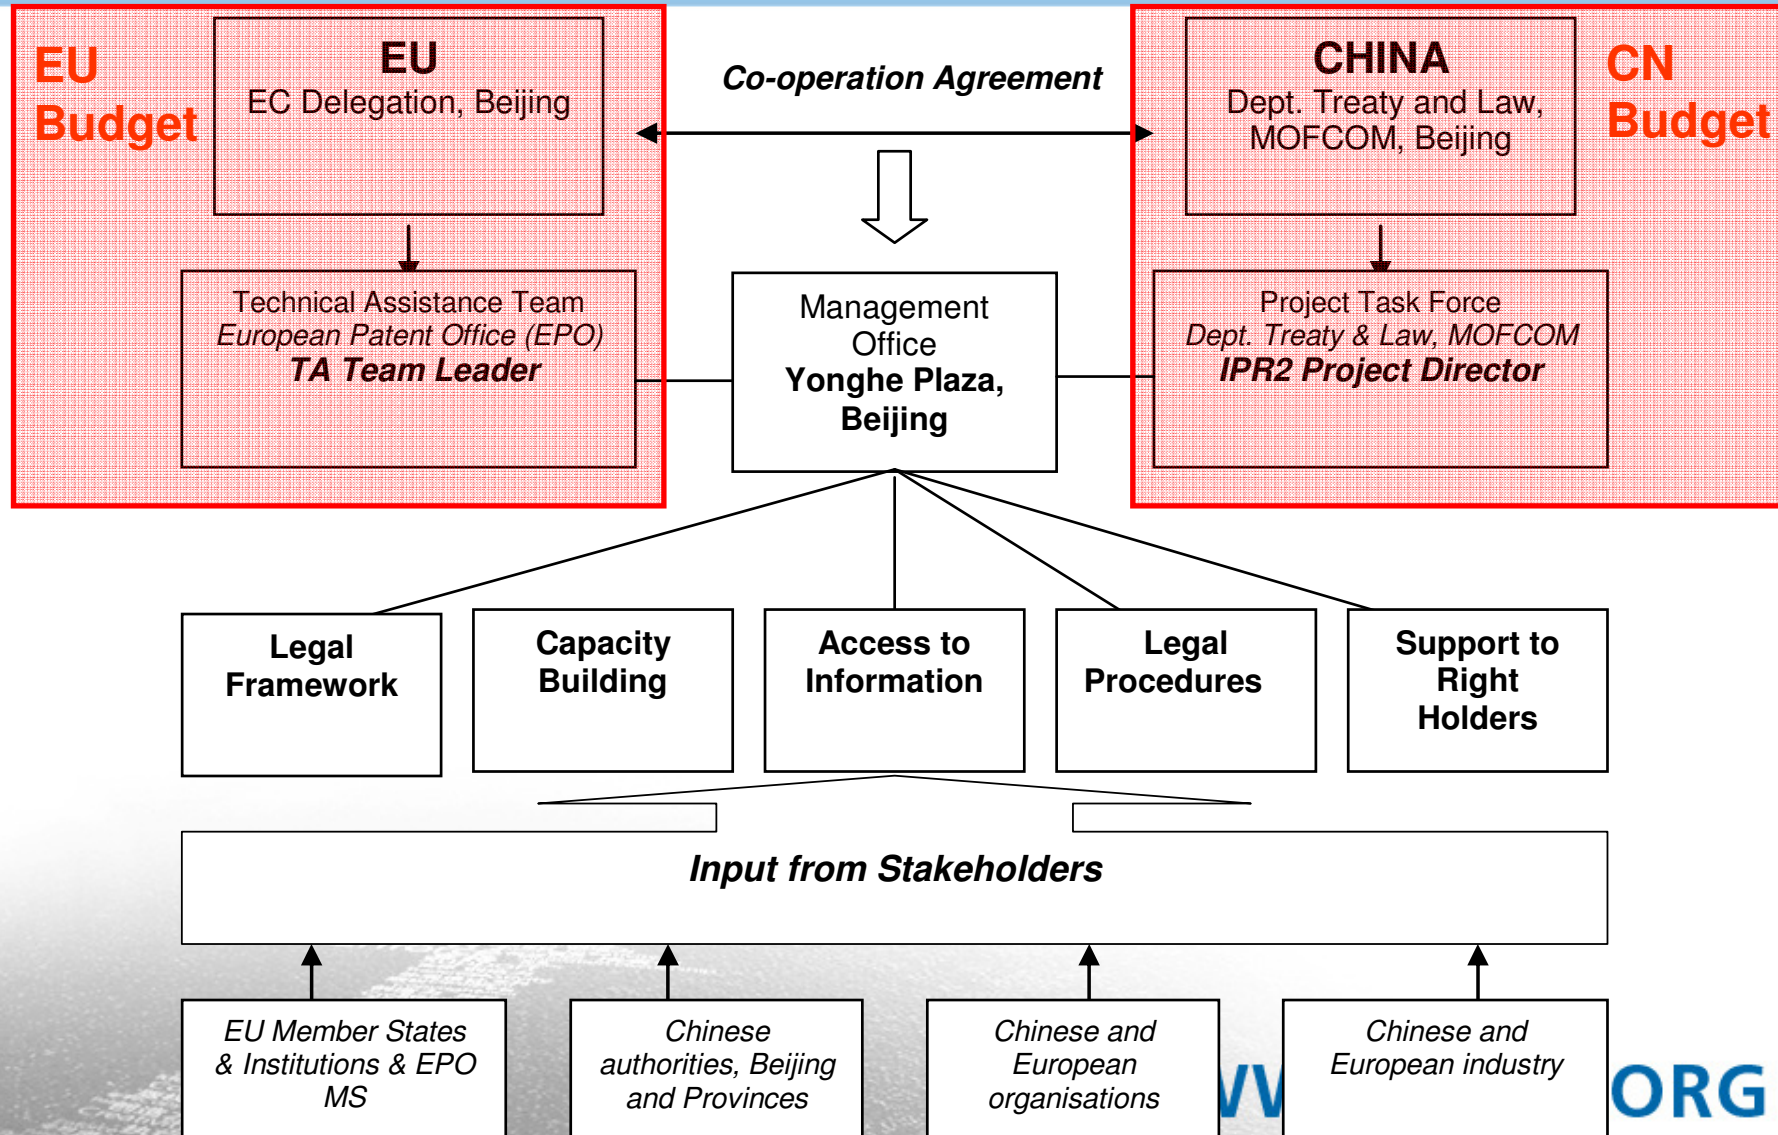 EU
Budget
EU
EC Delegation, Beijing
Co-operation Agreement
CHINA
Dept. Treaty and Law,
MOFCOM, Beijing
CN
Budget
Technical Assistance Team
European Patent Office (EPO)
TA Team Leader
Management
Office
Yonghe Plaza,
Beijing
Project Task Force
Dept. Treaty & Law, MOFCOM
IPR2 Project Director
Legal
Framework
Capacity
Building
Access to
Information
Legal
Procedures
Support to
Right
Holders
Input from Stakeholders
EU Member States
& Institutions & EPO
MS
Chinese
authorities, Beijing
and Provinces
Chinese and
European
organisations
Chinese and
European industry
ORG